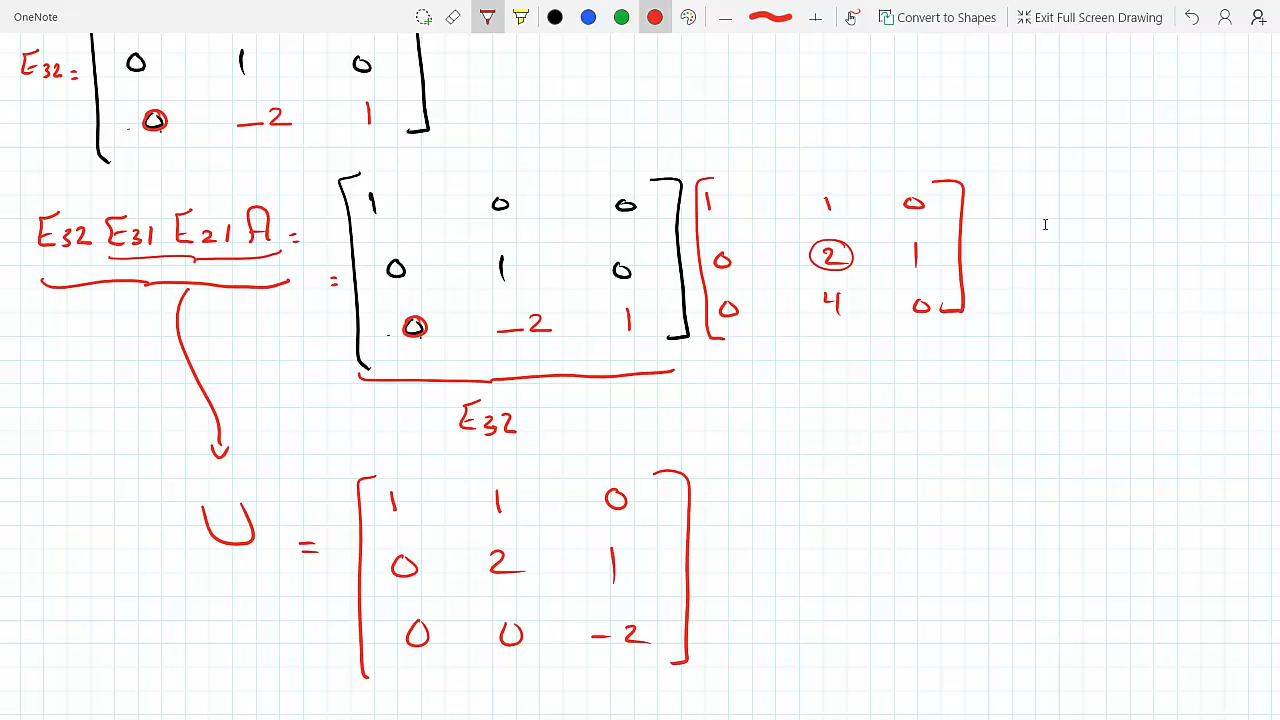 OneNote
Convert to Shapes
Exit Full Screen Drawing
E32 =
0 1 0
0 -2 1
E32 E31 E21 A =
= 1 0 0 1 1 0
0 1 0 0 2 1
0 -2 1 0 4 0
E32
U = 1 1 0
0 2 1
0 0 -2